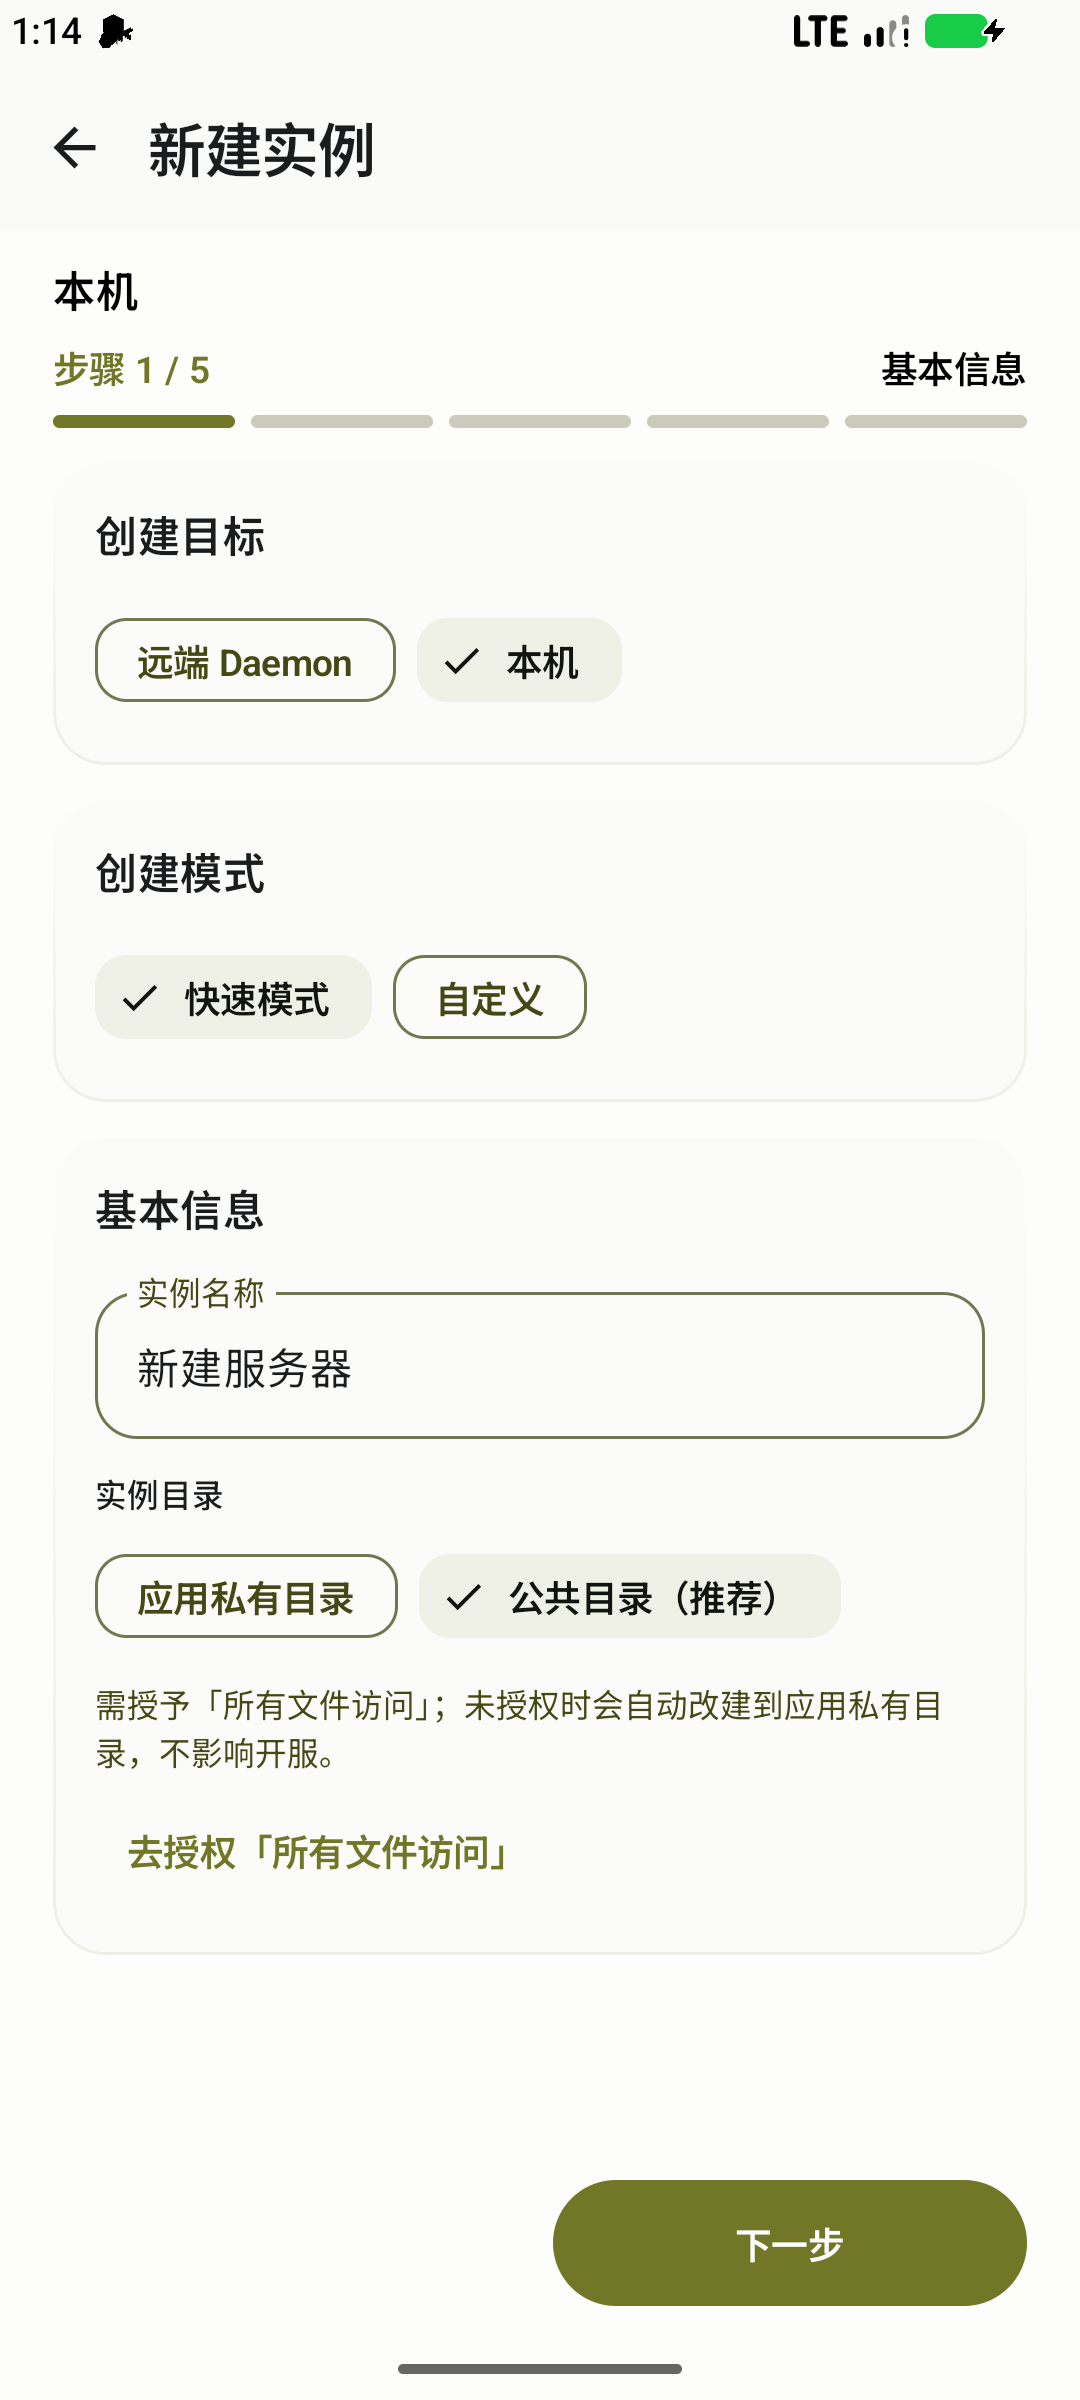 1:14
LTE
新建实例
本机
步骤 1 / 5
基本信息
创建目标
远端 Daemon
本机
创建模式
快速模式
自定义
基本信息
实例名称
新建服务器
实例目录
应用私有目录
公共目录（推荐）
需授予「所有文件访问」；未授权时会自动改建到应用私有目
录，不影响开服。
去授权「所有文件访问」
下一步